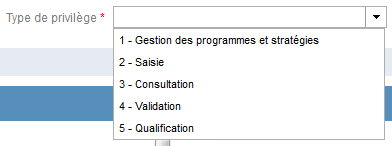 Type de privilège *
1 - Gestion des programmes et stratégies
2 - Saisie
3 - Consultation
4 - Validation
5 - Qualification